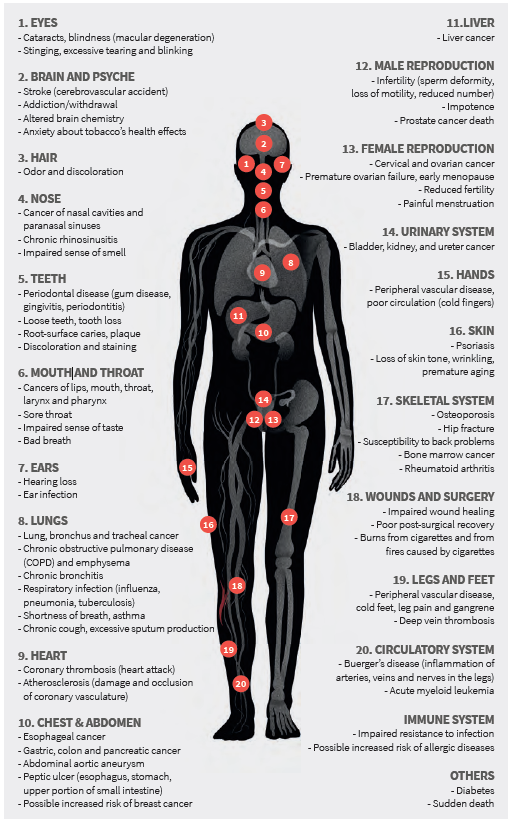 1. EYES
- Cataracts, blindness (macular degeneration)
- Stinging, excessive tearing and blinking
2. BRAIN AND PSYCHE
- Stroke (cerebrovascular accident)
- Addiction/withdrawal
- Altered brain chemistry
- Anxiety about tobacco's health effects
3. HAIR
- Odor and discoloration
4. NOSE
- Cancer of nasal cavities and
paranasal sinuses
- Chronic rhinosinusitis
- Impaired sense of smell
5. TEETH
- Periodontal disease (gum disease,
gingivitis, periodontitis)
- Loose teeth, tooth loss
- Root-surface caries, plaque
- Discoloration and staining
6. MOUTH AND THROAT
- Cancers of lips, mouth, throat,
larynx and pharynx
- Sore throat
- Impaired sense of taste
- Bad breath
7. EARS
- Hearing loss
- Ear infection
8. LUNGS
- Lung, bronchus and tracheal cancer
- Chronic obstructive pulmonary disease
(COPD) and emphysema
- Chronic bronchitis
- Respiratory infection (influenza,
pneumonia, tuberculosis)
- Shortness of breath, asthma
- Chronic cough, excessive sputum production
9. HEART
- Coronary thrombosis (heart attack)
- Atherosclerosis (damage and occlusion
of coronary vasculature)
10. CHEST & ABDOMEN
- Esophageal cancer
- Gastric, colon and pancreatic cancer
- Abdominal aortic aneurysm
- Peptic ulcer (esophagus, stomach,
upper portion of small intestine)
- Possible increased risk of breast cancer
3
2
1
7
4
5
6
8
9
11
10
14
12
13
15
16
17
18
19
20
11.LIVER
- Liver cancer
12. MALE REPRODUCTION
- Infertility (sperm deformity,
loss of motility, reduced number)
- Impotence
- Prostate cancer death
13. FEMALE REPRODUCTION
- Cervical and ovarian cancer
- Premature ovarian failure, early menopause
- Reduced fertility
- Painful menstruation
14. URINARY SYSTEM
- Bladder, kidney, and ureter cancer
15. HANDS
- Peripheral vascular disease,
poor circulation (cold fingers)
16. SKIN
- Psoriasis
- Loss of skin tone, wrinkling,
premature aging
17. SKELETAL SYSTEM
- Osteoporosis
- Hip fracture
- Susceptibility to back problems
- Bone marrow cancer
- Rheumatoid arthritis
18. WOUNDS AND SURGERY
- Impaired wound healing
- Poor post-surgical recovery
- Burns from cigarettes and from
fires caused by cigarettes
19. LEGS AND FEET
- Peripheral vascular disease,
cold feet, leg pain and gangrene
- Deep vein thrombosis
20. CIRCULATORY SYSTEM
- Buerger's disease (inflammation of
arteries, veins and nerves in the legs)
- Acute myeloid leukemia
IMMUNE SYSTEM
- Impaired resistance to infection
- Possible increased risk of allergic diseases
OTHERS
- Diabetes
- Sudden death